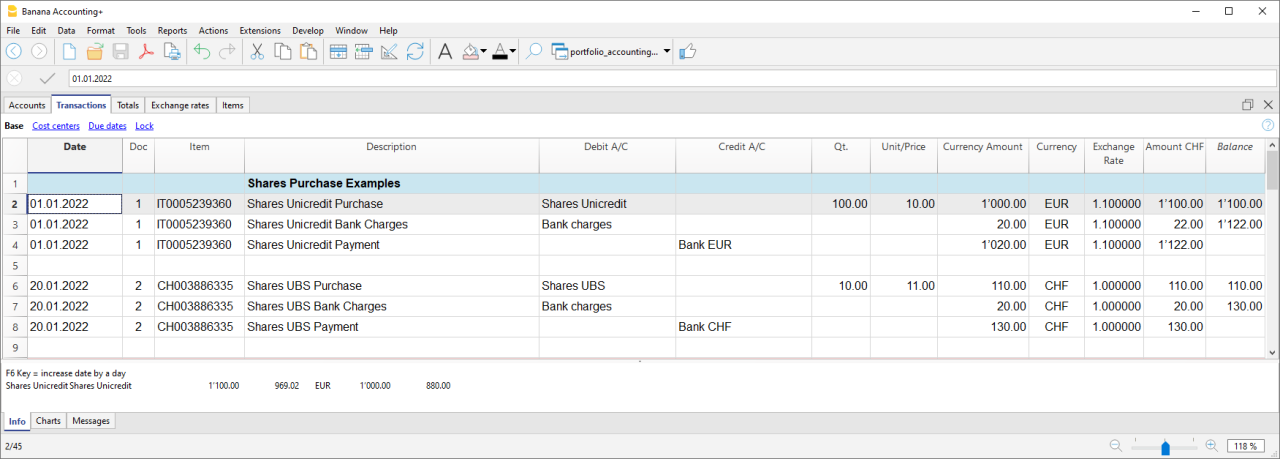 Banana Accounting+
File Edit Data Format Tools Reports Actions Extensions Develop Window Help
portfolio_accounting...
01.01.2022
Accounts Transactions Totals Exchange rates Items
Base Cost centers Due dates Lock
Date Doc Item Description Debit A/C Credit A/C Qt. Unit/Price Currency Amount Currency Exchange Rate Amount CHF Balance
1 Shares Purchase Examples
2 01.01.2022 1 IT0005239360 Shares Unicredit Purchase Shares Unicredit 100.00 10.00 1'000.00 EUR 1.100000 1'100.00 1'100.00
3 01.01.2022 1 IT0005239360 Shares Unicredit Bank Charges Bank charges 20.00 EUR 1.100000 22.00 1'122.00
4 01.01.2022 1 IT0005239360 Shares Unicredit Payment Bank EUR 1'020.00 EUR 1.100000 1'122.00
5
6 20.01.2022 2 CH003886335 Shares UBS Purchase Shares UBS 10.00 11.00 110.00 CHF 1.000000 110.00 110.00
7 20.01.2022 2 CH003886335 Shares UBS Bank Charges Bank charges 20.00 CHF 1.000000 20.00 130.00
8 20.01.2022 2 CH003886335 Shares UBS Payment Bank CHF 130.00 CHF 1.000000 130.00
9
F6 Key = increase date by a day
Shares Unicredit Shares Unicredit 1'100.00 969.02 EUR 1'000.00 880.00
Info Charts Messages
2/45 118 %